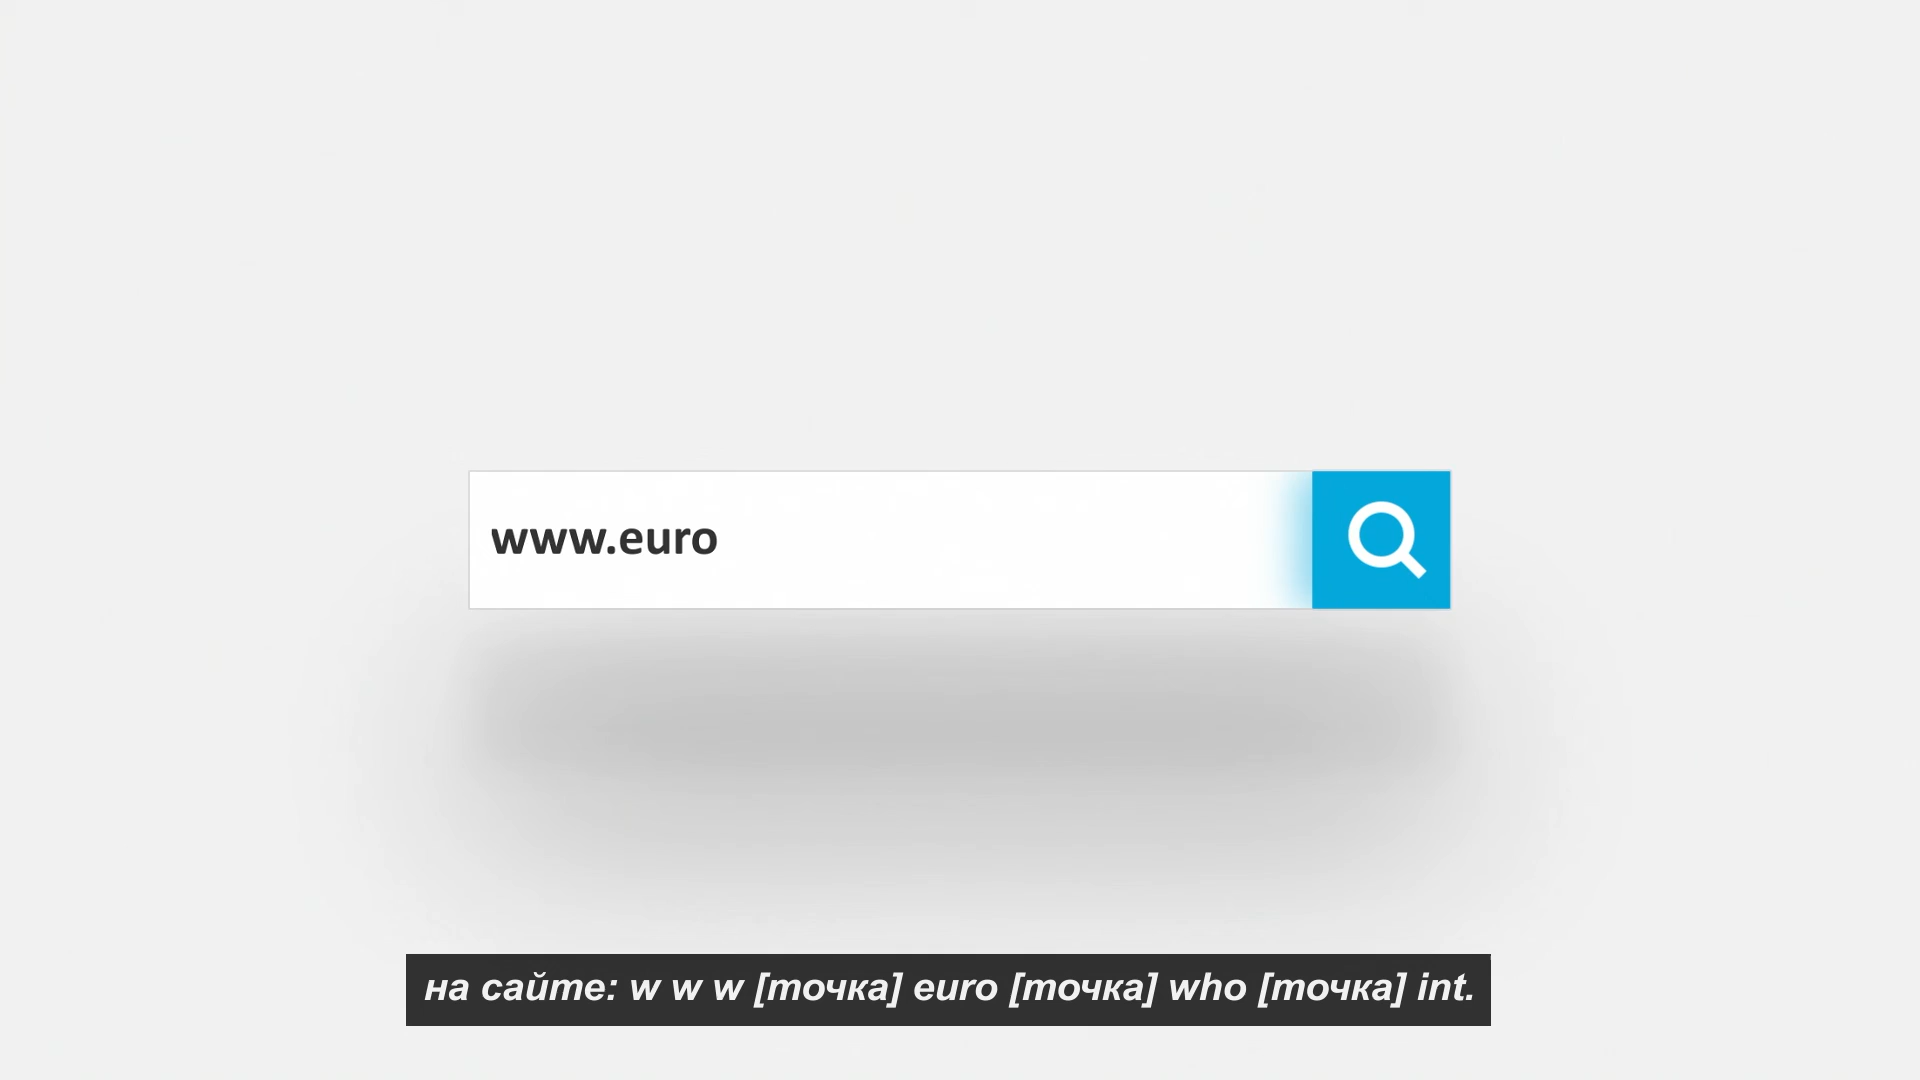 www.euro
на сайте: w w w [точка] euro [точка] who [точка] int.